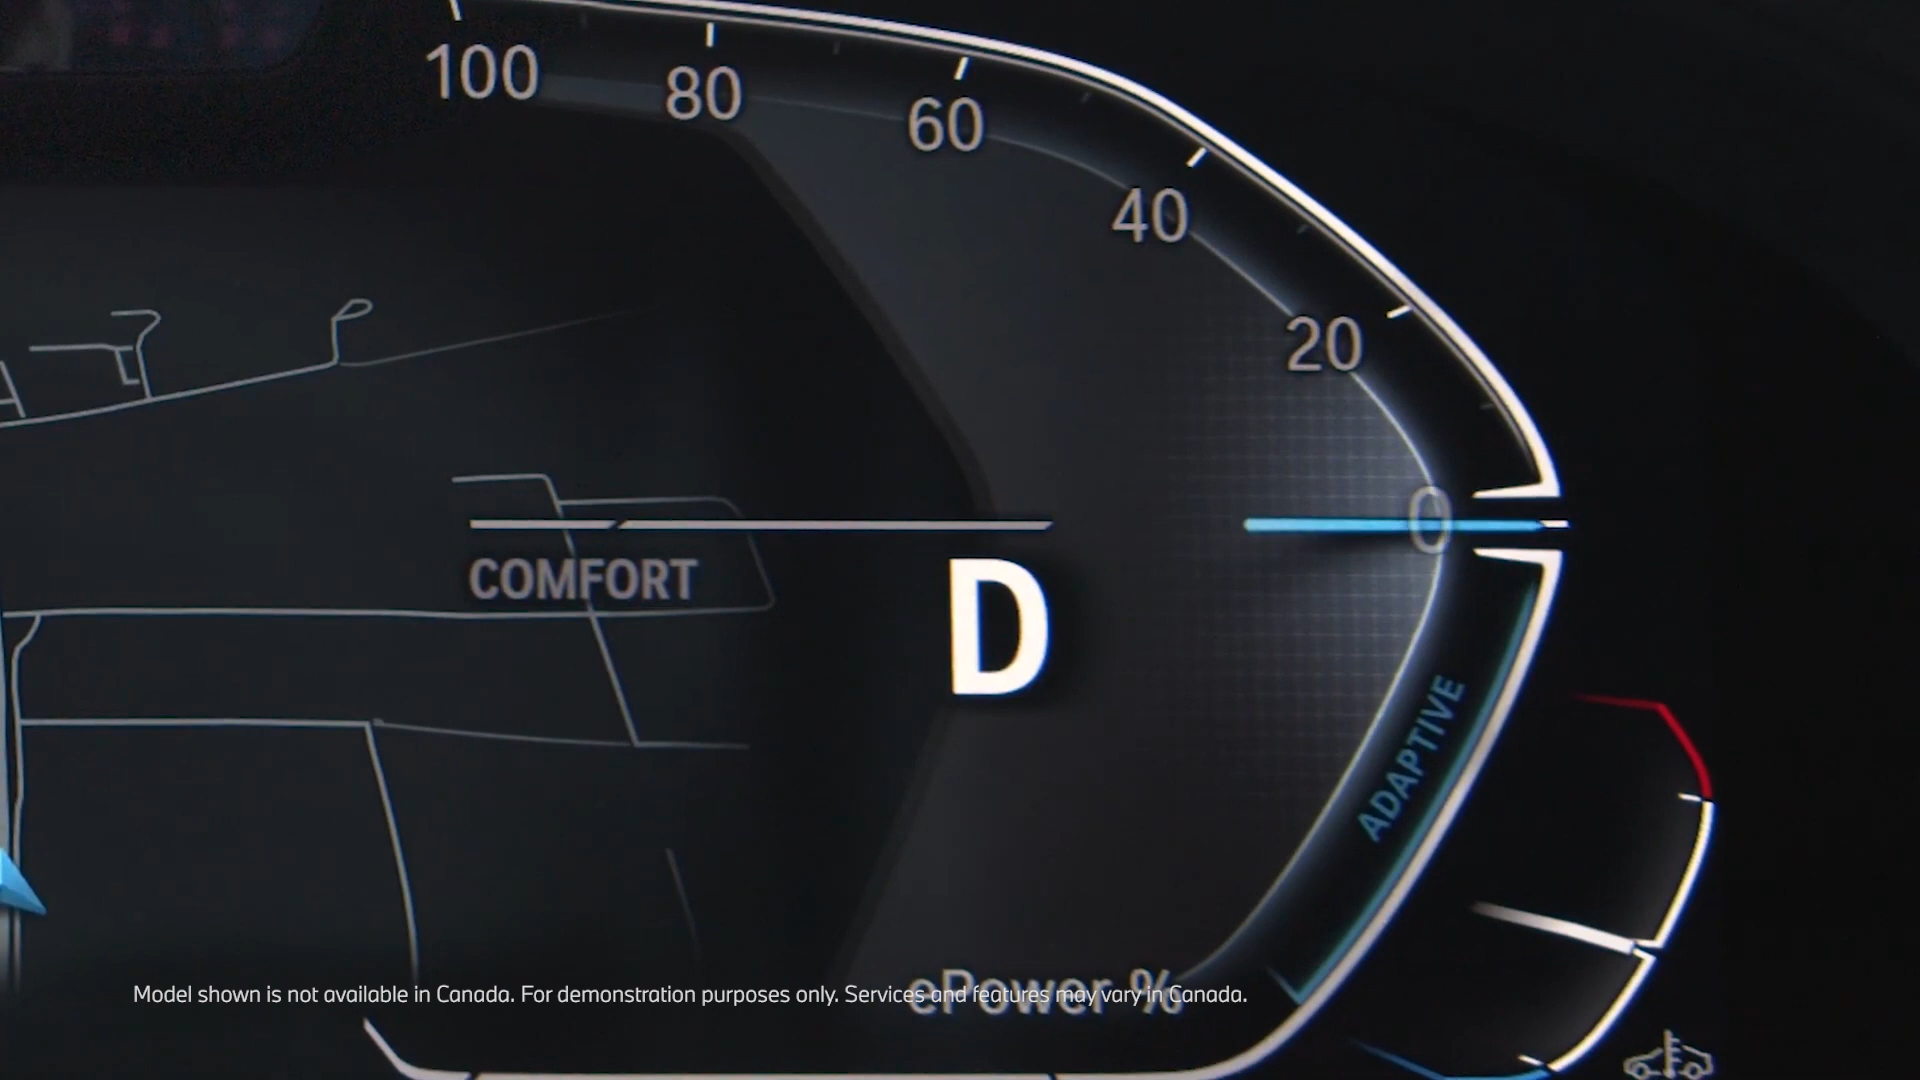 100
80
60
40
20
0
COMFORT
D
ADAPTIVE
ePower %
Model shown is not available in Canada. For demonstration purposes only. Services and features may vary in Canada.